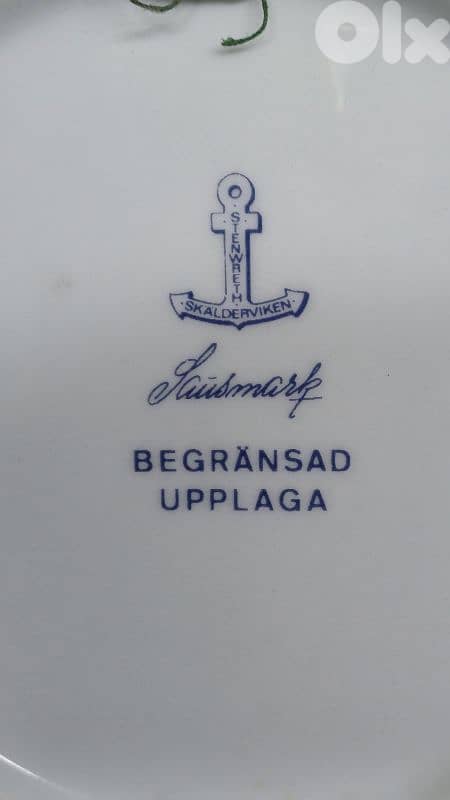 Olx
STENWRETH
SKÄLDERVIKEN
Sausmark
BEGRÄNSAD
UPPLAGA